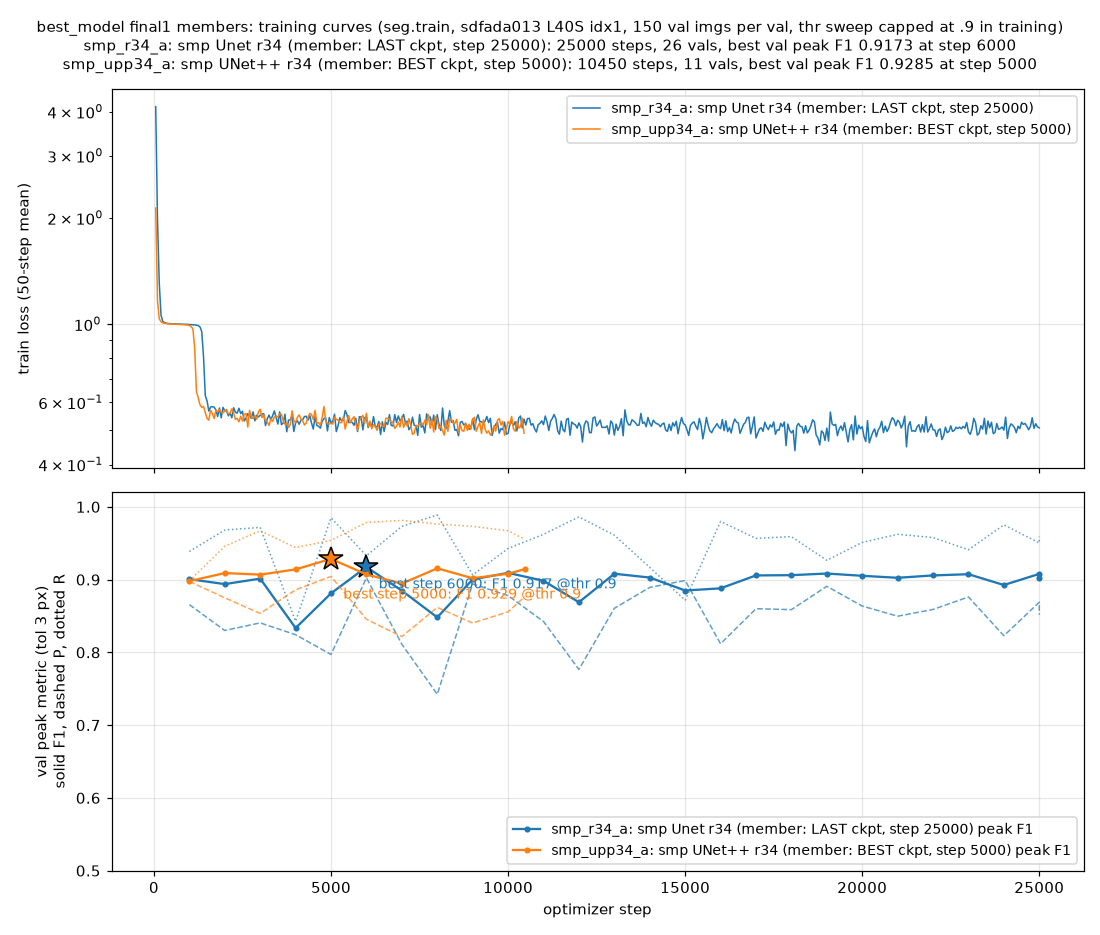 best_model final1 members: training curves (seg.train, sdfada013 L40S idx1, 150 val imgs per val, thr sweep capped at .9 in training)
smp_r34_a: smp Unet r34 (member: LAST ckpt, step 25000): 25000 steps, 26 vals, best val peak F1 0.9173 at step 6000
smp_upp34_a: smp UNet++ r34 (member: BEST ckpt, step 5000): 10450 steps, 11 vals, best val peak F1 0.9285 at step 5000
train loss (50-step mean)
4 × 10⁰
3 × 10⁰
2 × 10⁰
10⁰
6 × 10⁻¹
4 × 10⁻¹
smp_r34_a: smp Unet r34 (member: LAST ckpt, step 25000)
smp_upp34_a: smp UNet++ r34 (member: BEST ckpt, step 5000)
val peak metric (tol 3 px)
solid F1, dashed P, dotted R
1.0
0.9
0.8
0.7
0.6
0.5
best step 6000: F1 0.917 @thr 0.9
best step 5000: F1 0.929 @thr 0.9
smp_r34_a: smp Unet r34 (member: LAST ckpt, step 25000) peak F1
smp_upp34_a: smp UNet++ r34 (member: BEST ckpt, step 5000) peak F1
0 5000 10000 15000 20000 25000
optimizer step